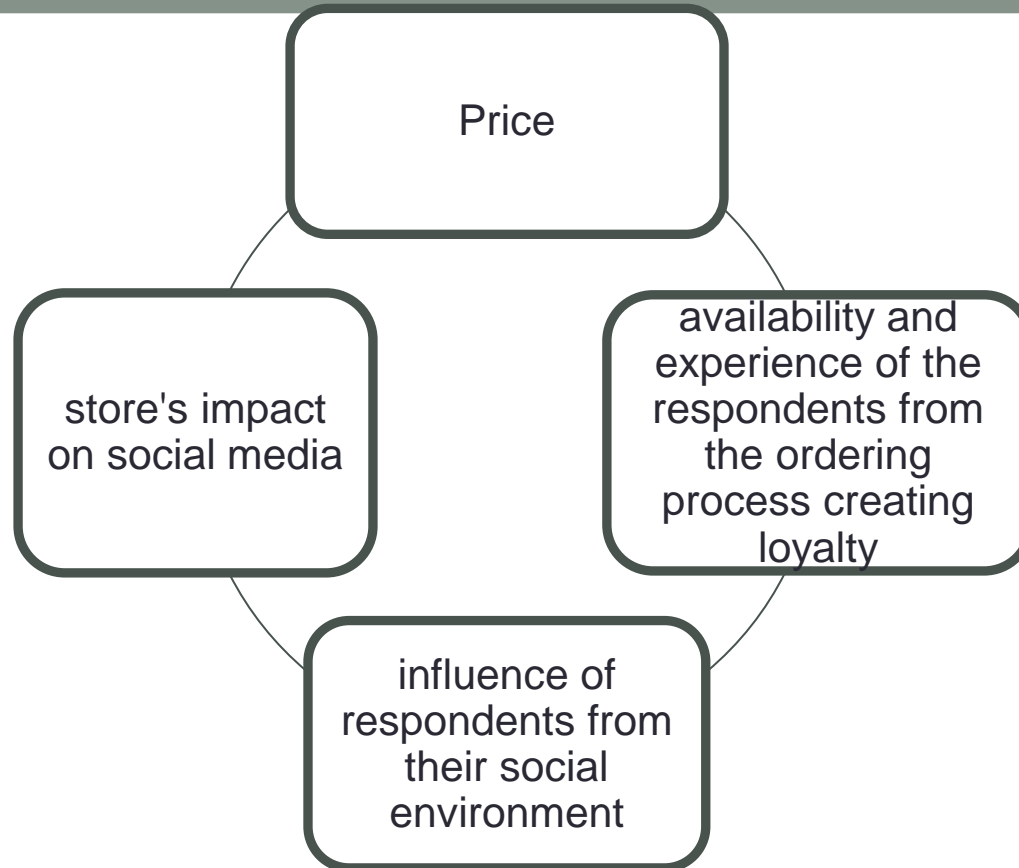 Price
availability and
experience of the
respondents from
the ordering
process creating
loyalty
influence of
respondents from
their social
environment
store's impact
on social media